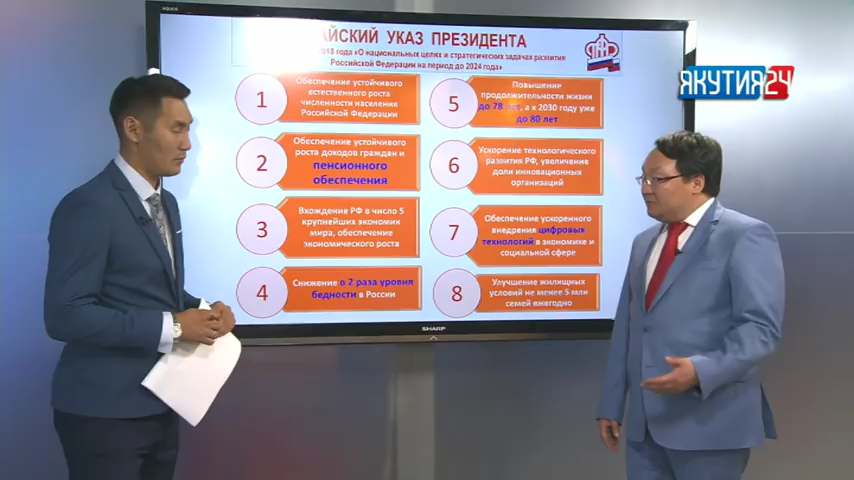 АЙСКИЙ УКАЗ ПРЕЗИДЕНТА
2018 года «О национальных целях и стратегических задачах развития
Российской Федерации на период до 2024 года»
ЯКУТИЯ24
1
Обеспечение устойчивого
естественного роста
численности населения
Российской Федерации
2
Обеспечение устойчивого
роста доходов граждан и
пенсионного
обеспечения
3
Вхождение РФ в число 5
крупнейших экономик
мира, обеспечение
экономического роста
4
Снижение в 2 раза уровня
бедности в России
5
Повышение
продолжительности жизни
до 78 лет, а к 2030 году уже
до 80 лет
6
Ускорение технологического
развития РФ, увеличение
доли инновационных
организаций
7
Обеспечение ускоренного
внедрения цифровых
технологий в экономике и
социальной сфере
8
Улучшение жилищных
условий не менее 5 млн
семей ежегодно
SHARP